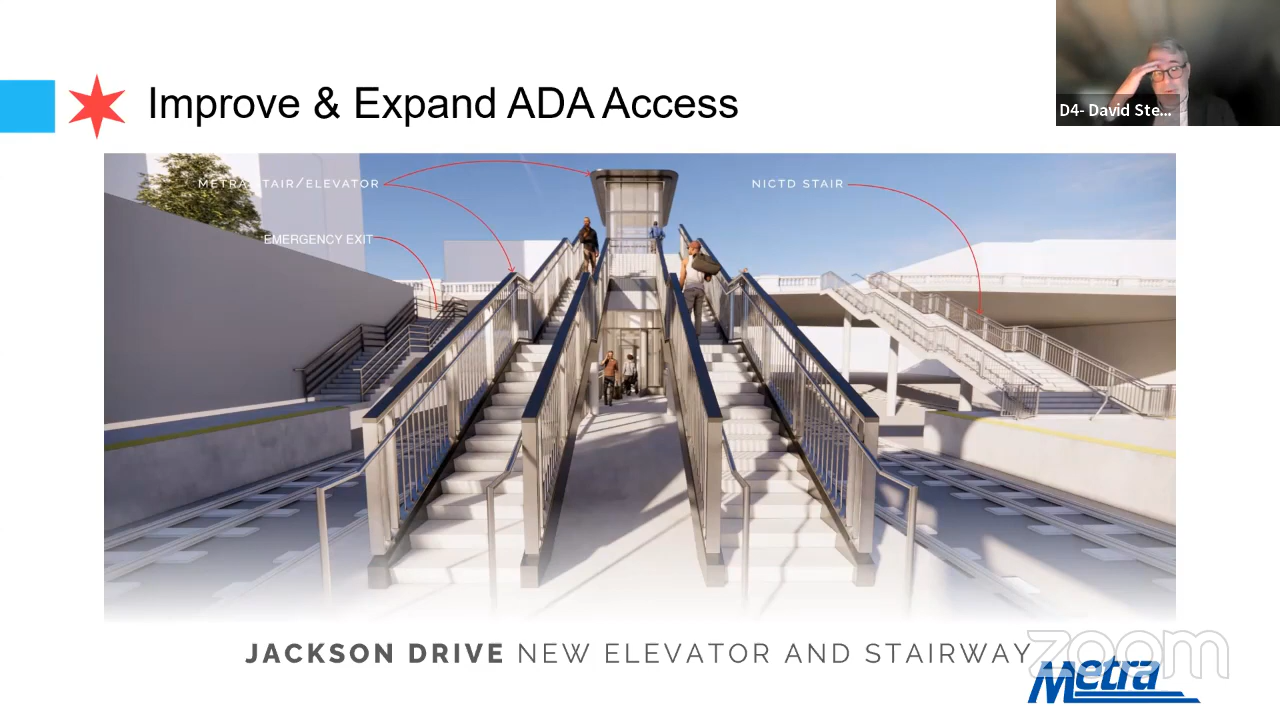 Improve & Expand ADA Access
D4- David Ste...
METRA STAIR/ELEVATOR
NICTD STAIR
EMERGENCY EXIT
JACKSON DRIVE NEW ELEVATOR AND STAIRWAY
zoom
Metra